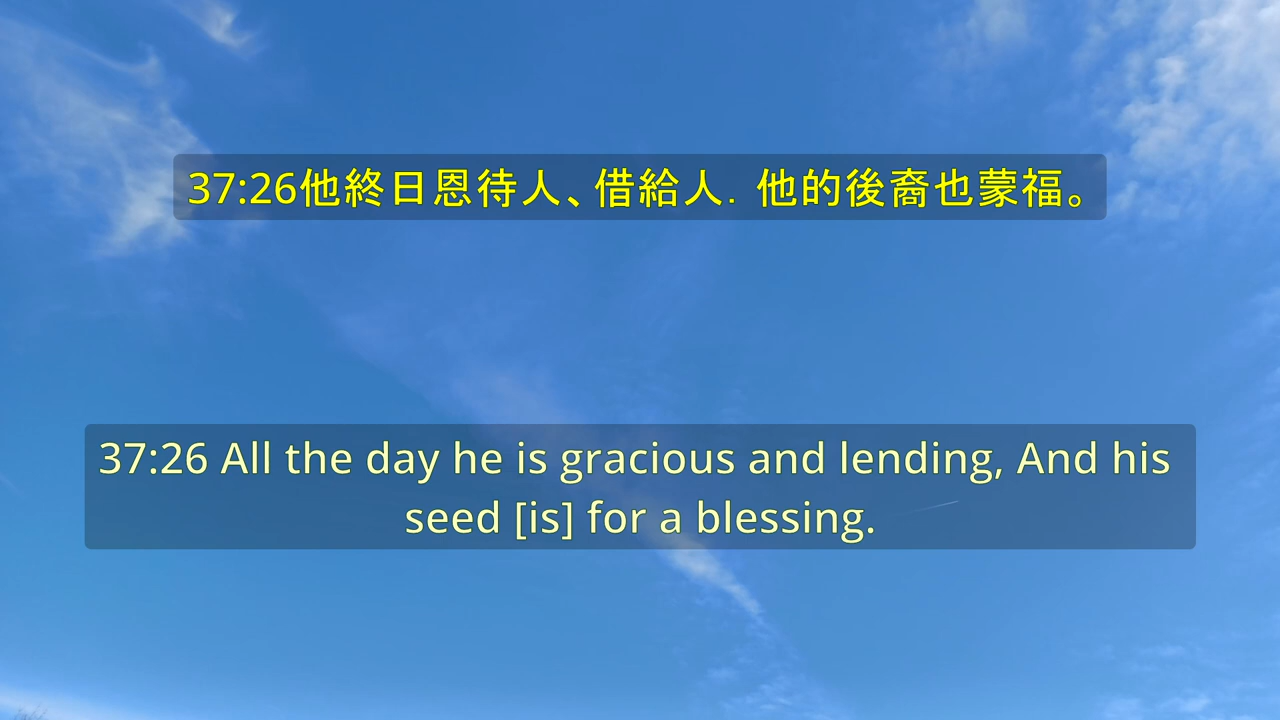 37:26他終日恩待人、借給人．他的後裔也蒙福。
37:26 All the day he is gracious and lending, And his
seed [is] for a blessing.